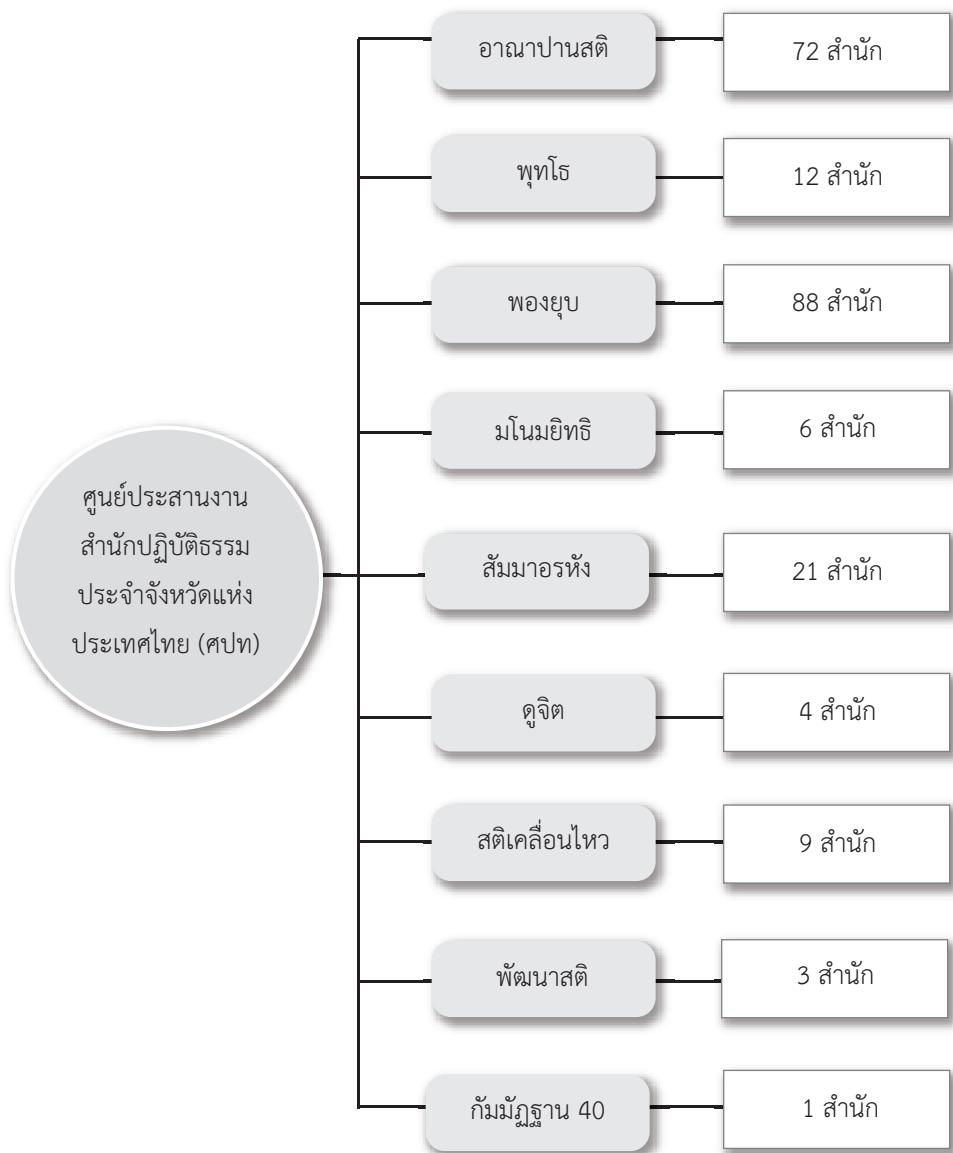 อาณาปานสติ
72 สำนัก
พุทโธ
12 สำนัก
พองยุบ
88 สำนัก
มโนมยิทธิ
6 สำนัก
ศูนย์ประสานงาน
สำนักปฏิบัติธรรม
ประจำจังหวัดแห่ง
ประเทศไทย (ศปท)
สัมมาอรหัง
21 สำนัก
ดูจิต
4 สำนัก
สติเคลื่อนไหว
9 สำนัก
พัฒนาสติ
3 สำนัก
กัมมัฏฐาน 40
1 สำนัก